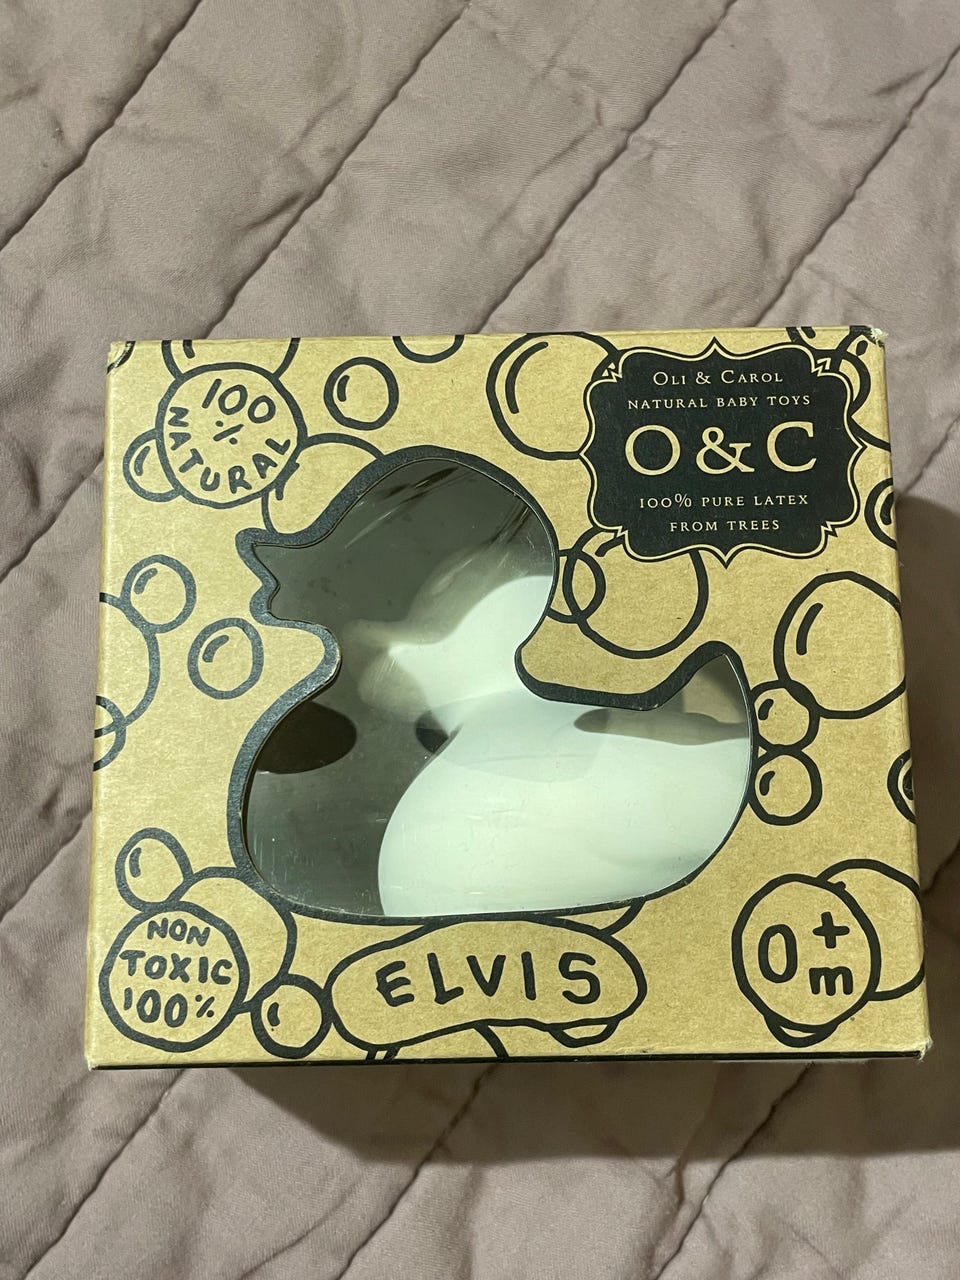 100
%
NATURAL
OLI & CAROL
NATURAL BABY TOYS
O&C
100% PURE LATEX
FROM TREES
NON
TOXIC
100%
ELVIS
0+
m